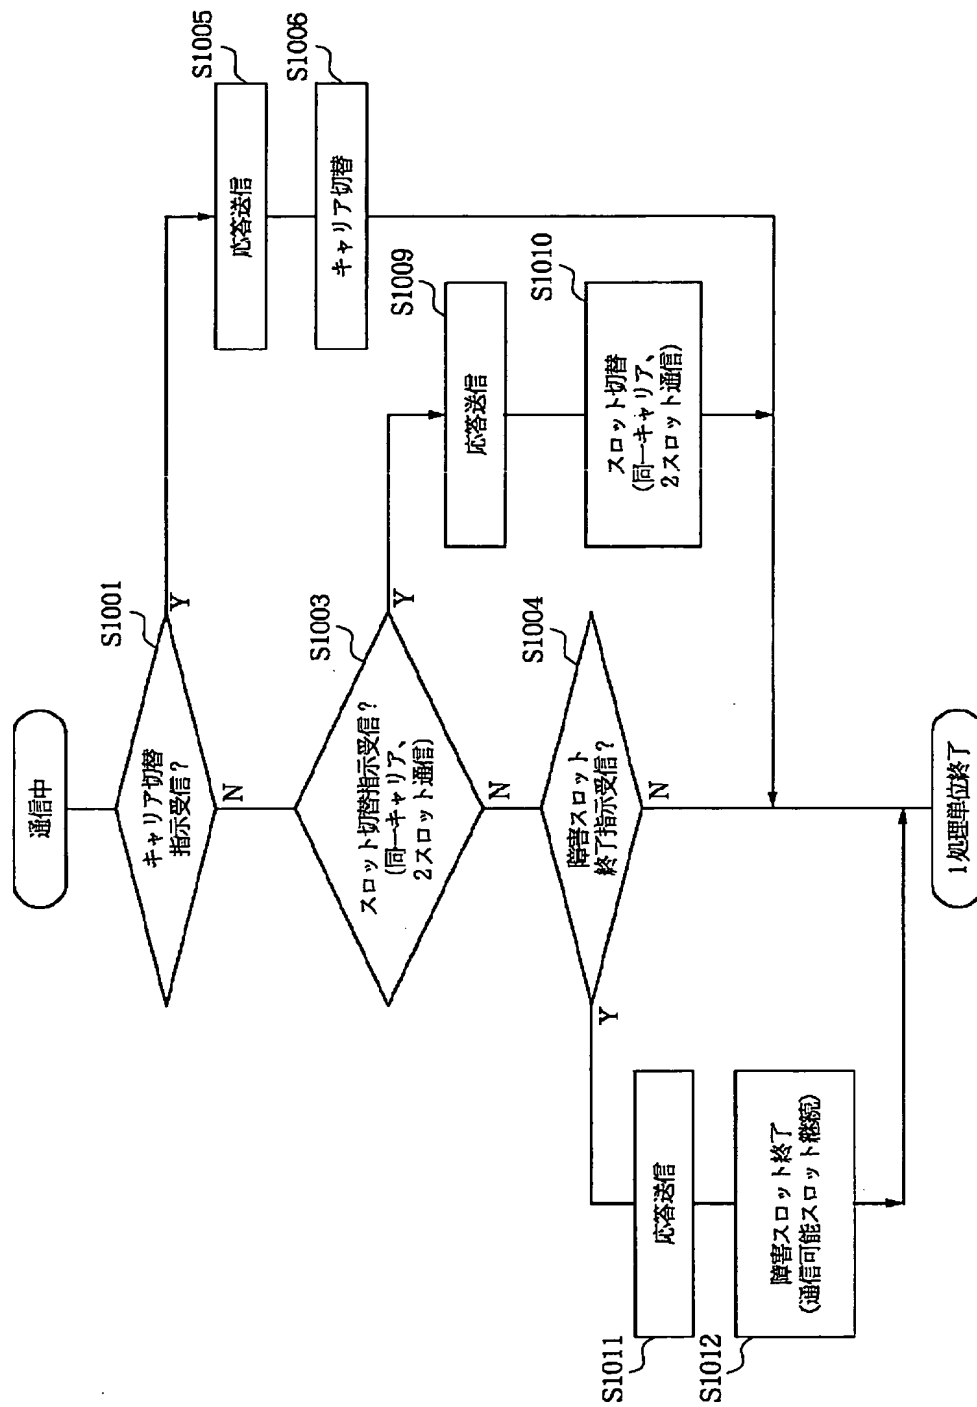 通信中
S1001
キャリア切替
指示受信？
Y
N
S1005
応答送信
S1006
キャリア切替
S1003
スロット切替指示受信？
(同一キャリア、
2スロット通信)
Y
N
S1009
応答送信
S1010
スロット切替
(同一キャリア、
2スロット通信)
S1004
障害スロット
終了指示受信？
Y
N
S1011
応答送信
S1012
障害スロット終了
(通信可能スロット継続)
1処理単位終了